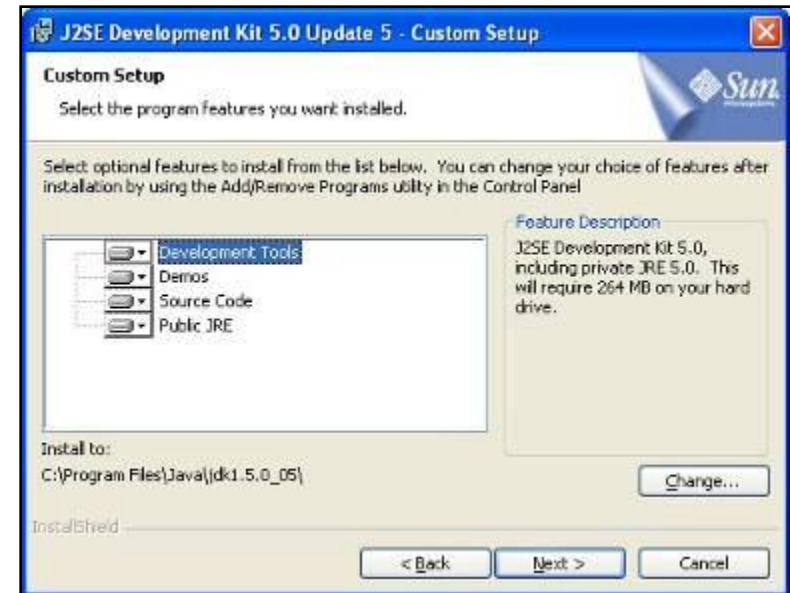 J2SE Development Kit 5.0 Update 5 - Custom Setup
Custom Setup
Select the program features you want installed.
Sun
Select optional features to install from the list below. You can change your choice of features after
installation by using the Add/Remove Programs utility in the Control Panel
Development Tools
Demos
Source Code
Public JRE
Feature Description
J2SE Development Kit 5.0,
including private JRE 5.0. This
will require 264 MB on your hard
drive.
Install to:
C:\Program Files\Java\jdk1.5.0_05\
Change...
InstallShield
< Back
Next >
Cancel